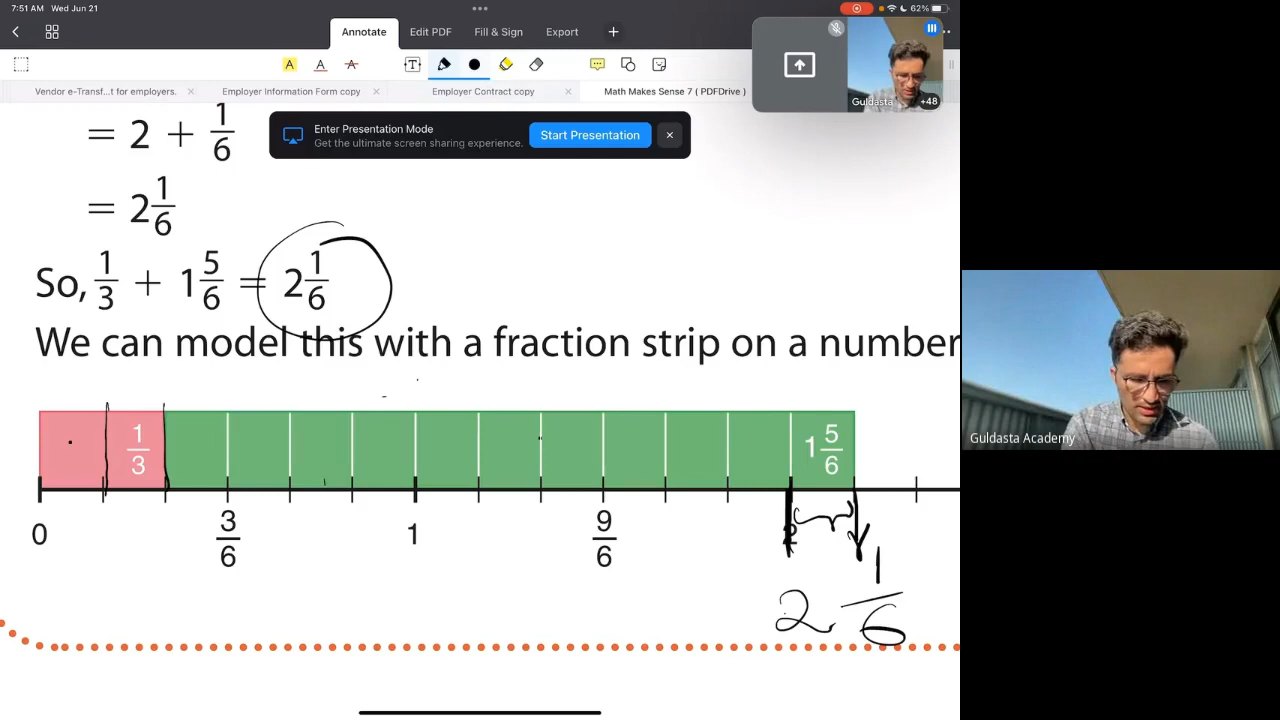 7:51 AM Wed Jun 21
62%
Annotate Edit PDF Fill & Sign Export
A A A T
Vendor e-Transf...t for employers. × Employer Information Form copy × Employer Contract copy × Math Makes Sense 7 ( PDFDrive )
Guldasta +48
Enter Presentation Mode
Get the ultimate screen sharing experience.
Start Presentation
= 2 + 1/6
= 2 1/6
So, 1/3 + 1 5/6 = 2 1/6
We can model this with a fraction strip on a number
1/3 1 5/6
0 3/6 1 9/6 2
2 1/6
Guldasta Academy